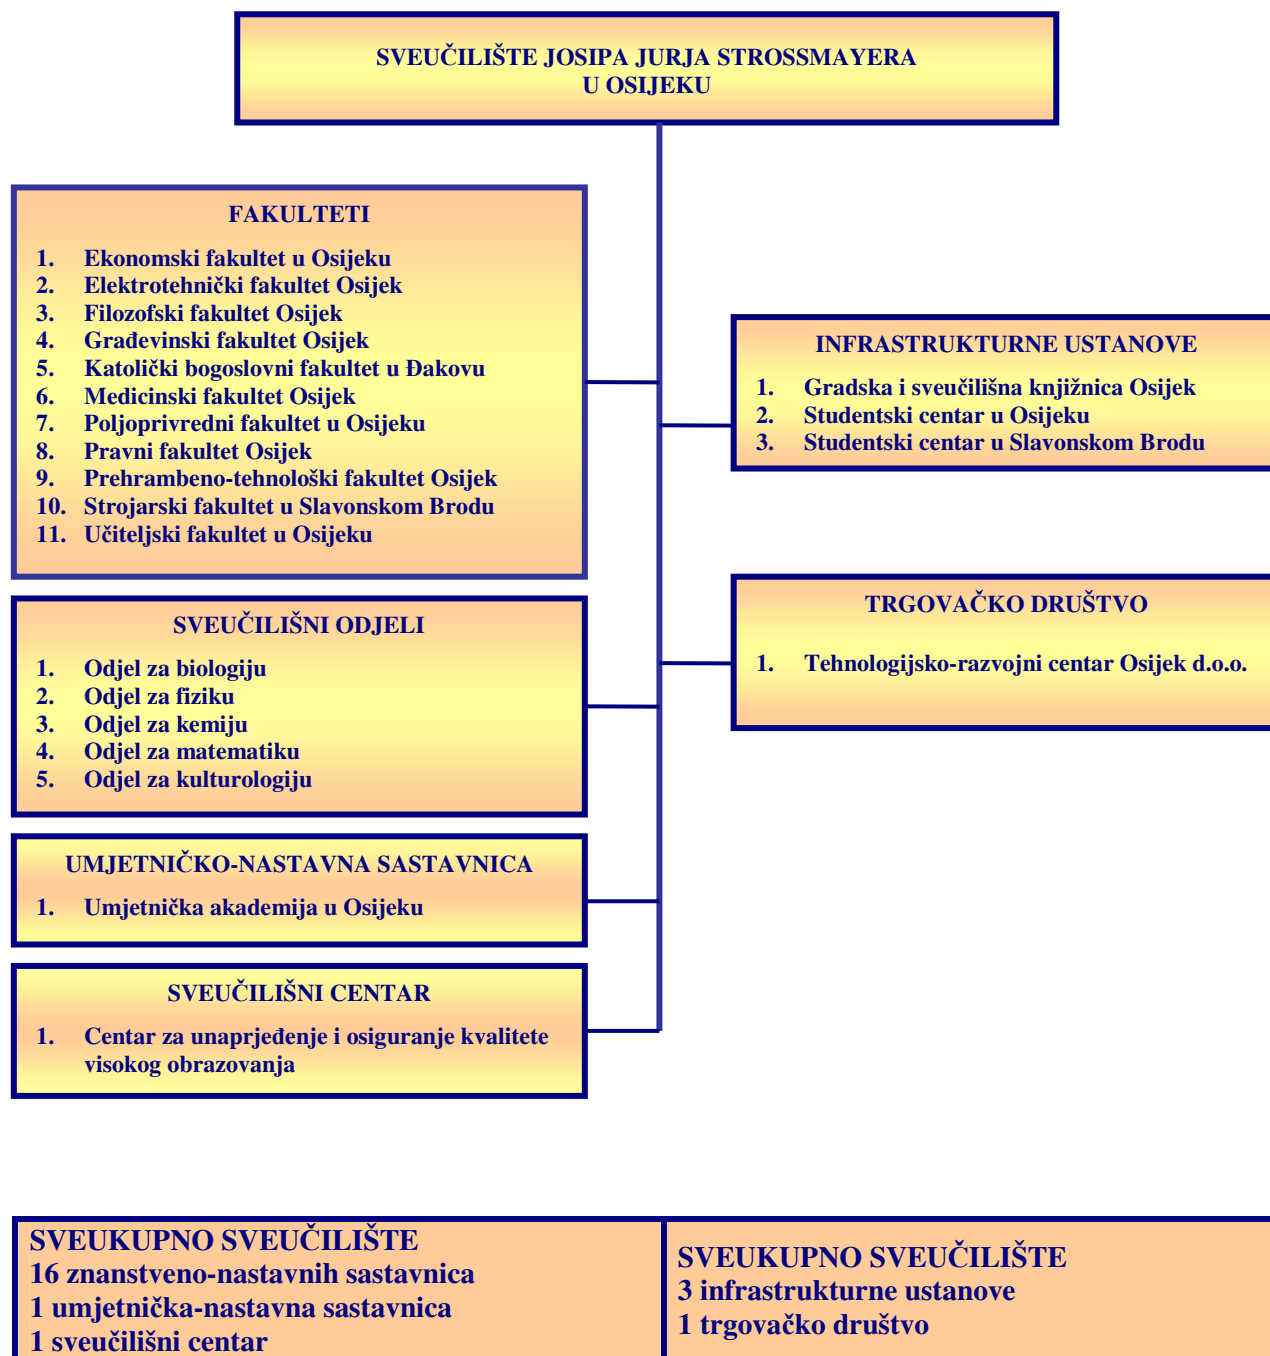 SVEUČILIŠTE JOSIPA JURJA STROSSMAYERA
U OSIJEKU
FAKULTETI
1. Ekonomski fakultet u Osijeku
2. Elektrotehnički fakultet Osijek
3. Filozofski fakultet Osijek
4. Građevinski fakultet Osijek
5. Katolički bogoslovni fakultet u Đakovu
6. Medicinski fakultet Osijek
7. Poljoprivredni fakultet u Osijeku
8. Pravni fakultet Osijek
9. Prehrambeno-tehnološki fakultet Osijek
10. Strojarski fakultet u Slavonskom Brodu
11. Učiteljski fakultet u Osijeku
INFRASTRUKTURNE USTANOVE
1. Gradska i sveučilišna knjižnica Osijek
2. Studentski centar u Osijeku
3. Studentski centar u Slavonskom Brodu
TRGOVAČKO DRUŠTVO
1. Tehnologijsko-razvojni centar Osijek d.o.o.
SVEUČILIŠNI ODJELI
1. Odjel za biologiju
2. Odjel za fiziku
3. Odjel za kemiju
4. Odjel za matematiku
5. Odjel za kulturologiju
UMJETNIČKO-NASTAVNA SASTAVNICA
1. Umjetnička akademija u Osijeku
SVEUČILIŠNI CENTAR
1. Centar za unaprjeđenje i osiguranje kvalitete
visokog obrazovanja
SVEUKUPNO SVEUČILIŠTE
16 znanstveno-nastavnih sastavnica
1 umjetnička-nastavna sastavnica
1 sveučilišni centar
SVEUKUPNO SVEUČILIŠTE
3 infrastrukturne ustanove
1 trgovačko društvo